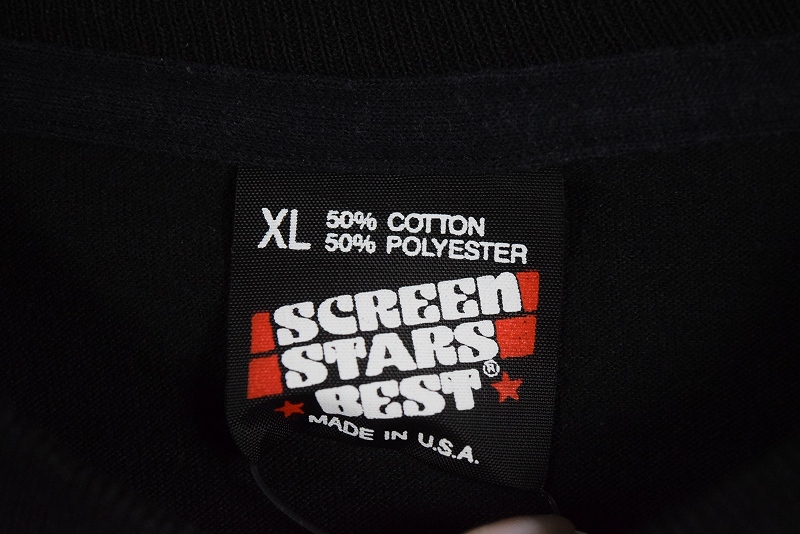 XL 50% COTTON
50% POLYESTER
SCREEN
STARS
BEST®
MADE IN U.S.A.